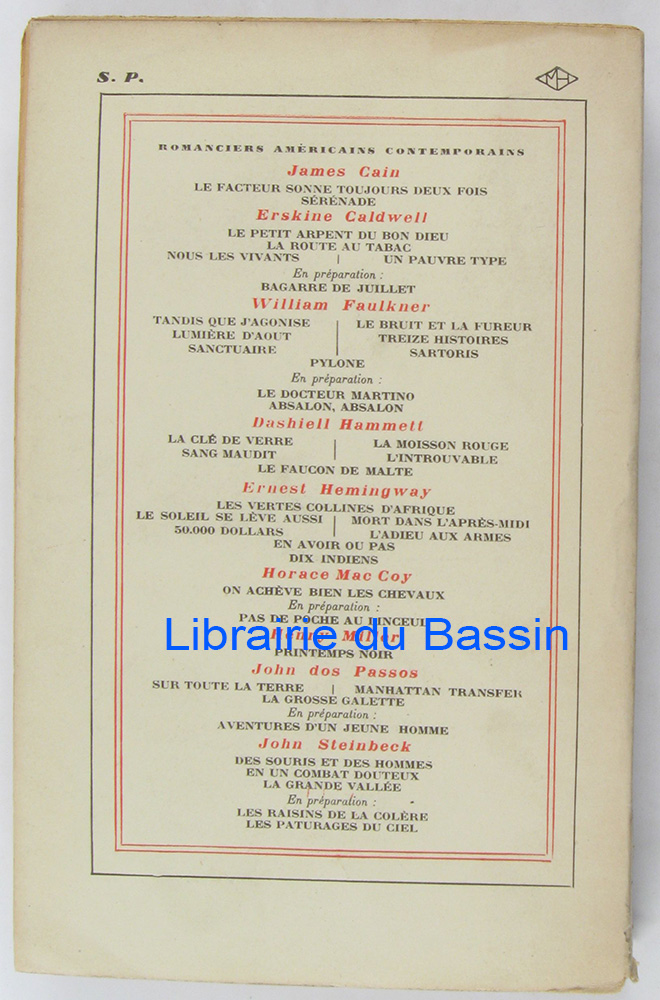 S. P.
MH
ROMANCIERS AMÉRICAINS CONTEMPORAINS
James Cain
LE FACTEUR SONNE TOUJOURS DEUX FOIS
SÉRÉNADE
Erskine Caldwell
LE PETIT ARPENT DU BON DIEU
LA ROUTE AU TABAC
NOUS LES VIVANTS | UN PAUVRE TYPE
En préparation :
BAGARRE DE JUILLET
William Faulkner
TANDIS QUE J'AGONISE | LE BRUIT ET LA FUREUR
LUMIÈRE D'AOUT | TREIZE HISTOIRES
SANCTUAIRE | SARTORIS
PYLONE
En préparation :
LE DOCTEUR MARTINO
ABSALON, ABSALON
Dashiell Hammett
LA CLÉ DE VERRE | LA MOISSON ROUGE
SANG MAUDIT | L'INTROUVABLE
LE FAUCON DE MALTE
Ernest Hemingway
LES VERTES COLLINES D'AFRIQUE
LE SOLEIL SE LÈVE AUSSI | MORT DANS L'APRÈS-MIDI
50.000 DOLLARS | L'ADIEU AUX ARMES
EN AVOIR OU PAS
DIX INDIENS
Horace Mac Coy
ON ACHÈVE BIEN LES CHEVAUX
En préparation :
PAS DE POCHE AU LINCEUL
Librairie du Bassin
Henry Miller
PRINTEMPS NOIR
John dos Passos
SUR TOUTE LA TERRE | MANHATTAN TRANSFER
LA GROSSE GALETTE
En préparation :
AVENTURES D'UN JEUNE HOMME
John Steinbeck
DES SOURIS ET DES HOMMES
EN UN COMBAT DOUTEUX
LA GRANDE VALLÉE
En préparation :
LES RAISINS DE LA COLÈRE
LES PATURAGES DU CIEL